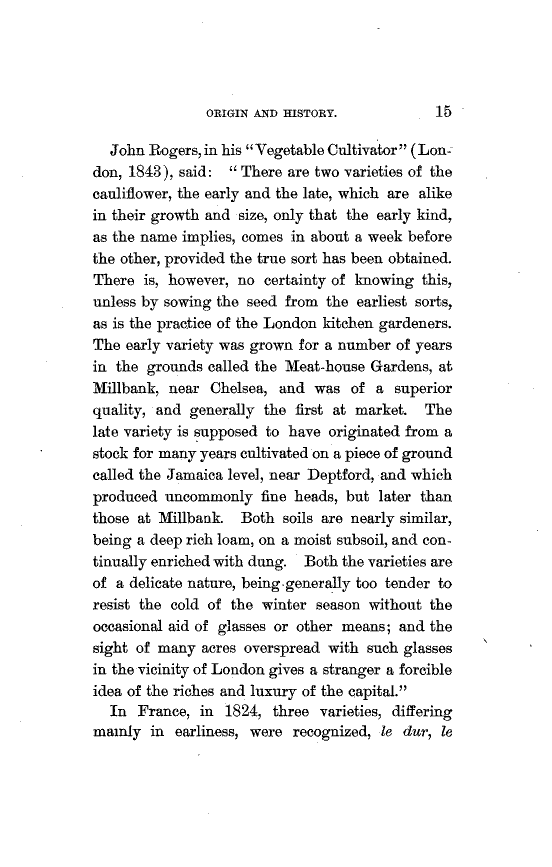 ORIGIN AND HISTORY. 15
John Rogers, in his "Vegetable Cultivator" (Lon-
don, 1843), said: "There are two varieties of the
cauliflower, the early and the late, which are alike
in their growth and size, only that the early kind,
as the name implies, comes in about a week before
the other, provided the true sort has been obtained.
There is, however, no certainty of knowing this,
unless by sowing the seed from the earliest sorts,
as is the practice of the London kitchen gardeners.
The early variety was grown for a number of years
in the grounds called the Meat-house Gardens, at
Millbank, near Chelsea, and was of a superior
quality, and generally the first at market. The
late variety is supposed to have originated from a
stock for many years cultivated on a piece of ground
called the Jamaica level, near Deptford, and which
produced uncommonly fine heads, but later than
those at Millbank. Both soils are nearly similar,
being a deep rich loam, on a moist subsoil, and con-
tinually enriched with dung. Both the varieties are
of a delicate nature, being generally too tender to
resist the cold of the winter season without the
occasional aid of glasses or other means; and the
sight of many acres overspread with such glasses
in the vicinity of London gives a stranger a forcible
idea of the riches and luxury of the capital."
In France, in 1824, three varieties, differing
mainly in earliness, were recognized, le dur, le